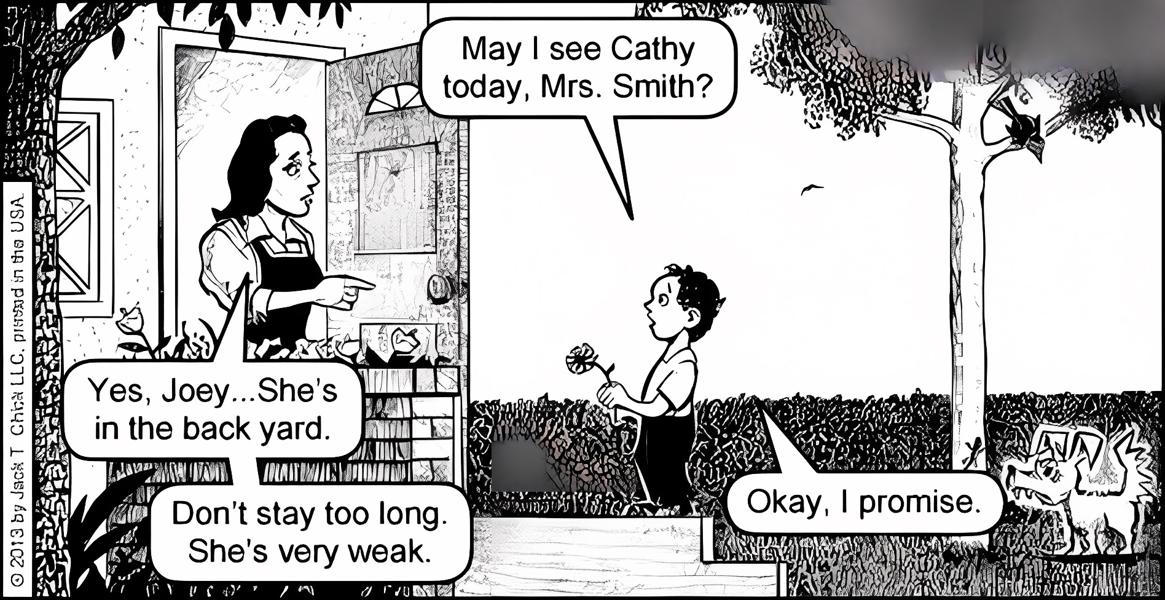 May I see Cathy
today, Mrs. Smith?
Yes, Joey...She's
in the back yard.
Don't stay too long.
She's very weak.
Okay, I promise.
© 2013 by Jack T. Chick LLC, printed in the USA.